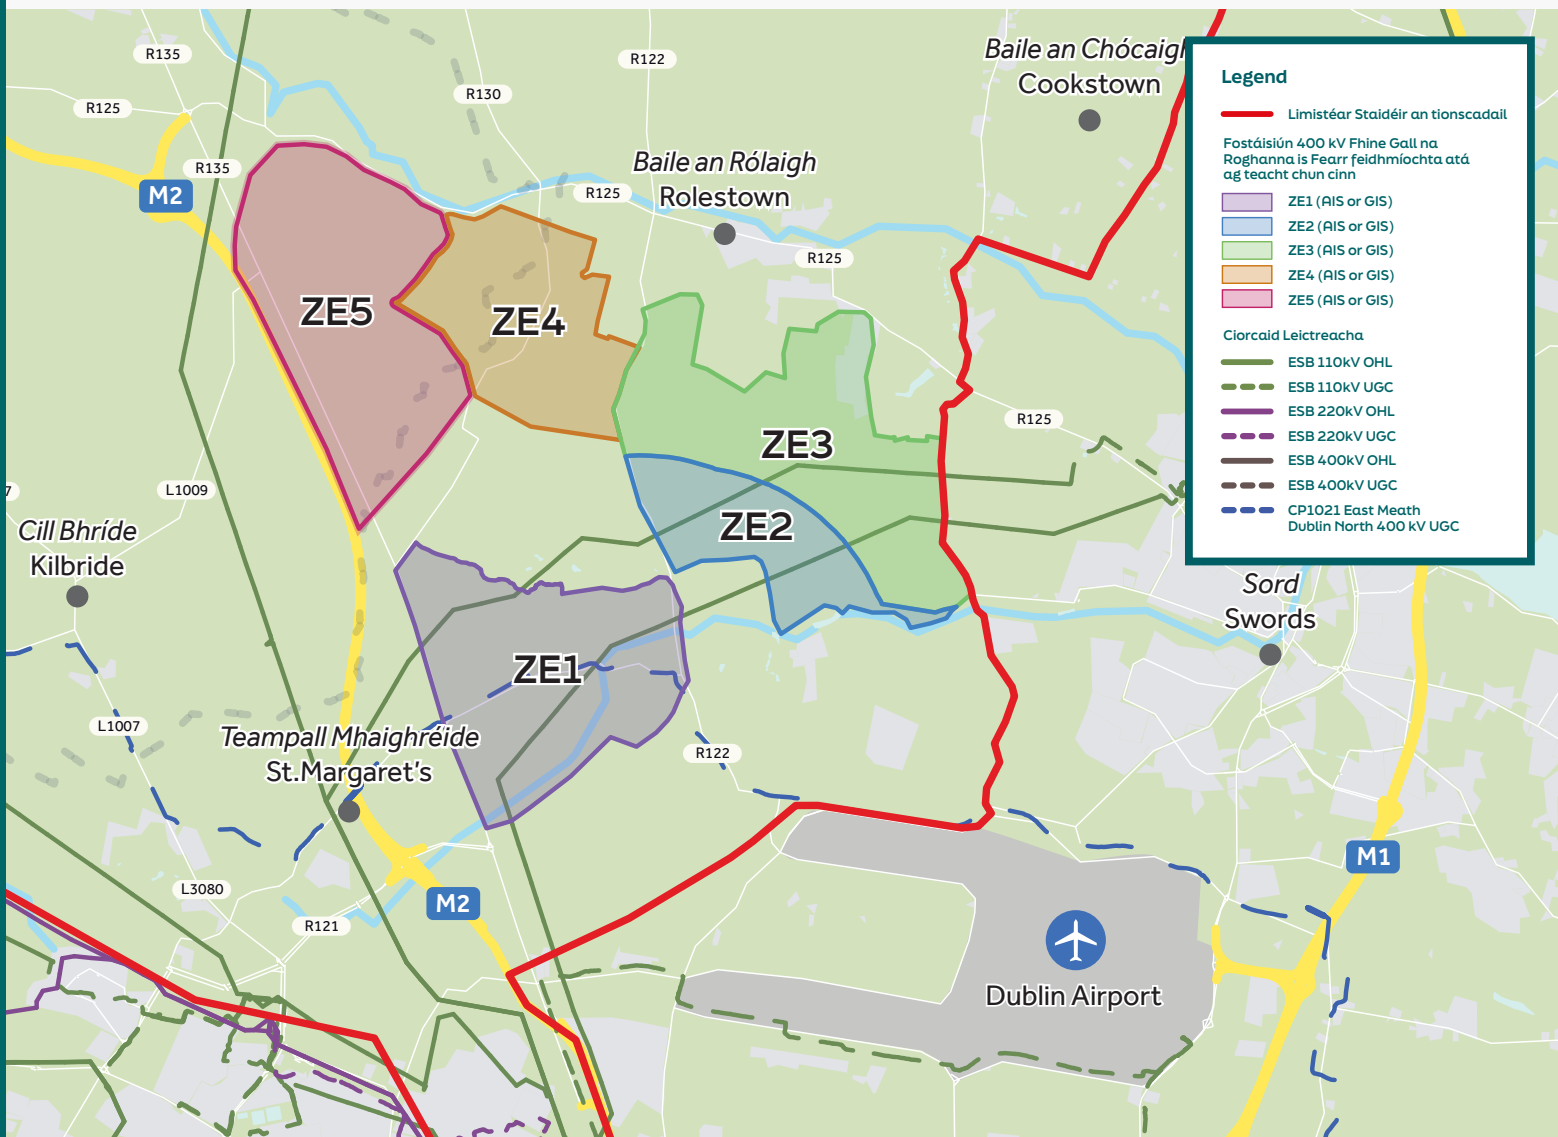 R135
R125
R135
M2
R130
R122
Baile an Chócaigh
Cookstown
Baile an Rólaigh
Rolestown
R125
R125
R125
ZE5
ZE4
ZE3
ZE2
ZE1
L1009
7
Cill Bhríde
Kilbride
L1007
Teampall Mhaighréide
St.Margaret's
R122
L3080
R121
M2
Sord
Swords
M1
Dublin Airport
Legend
Limistéar Staidéir an tionscadail
Fostáisiún 400 kV Fhine Gall na
Roghanna is Fearr feidhmíochta atá
ag teacht chun cinn
ZE1 (AIS or GIS)
ZE2 (AIS or GIS)
ZE3 (AIS or GIS)
ZE4 (AIS or GIS)
ZE5 (AIS or GIS)
Ciorcaid Leictreacha
ESB 110kV OHL
ESB 110kV UGC
ESB 220kV OHL
ESB 220kV UGC
ESB 400kV OHL
ESB 400kV UGC
CP1021 East Meath
Dublin North 400 kV UGC